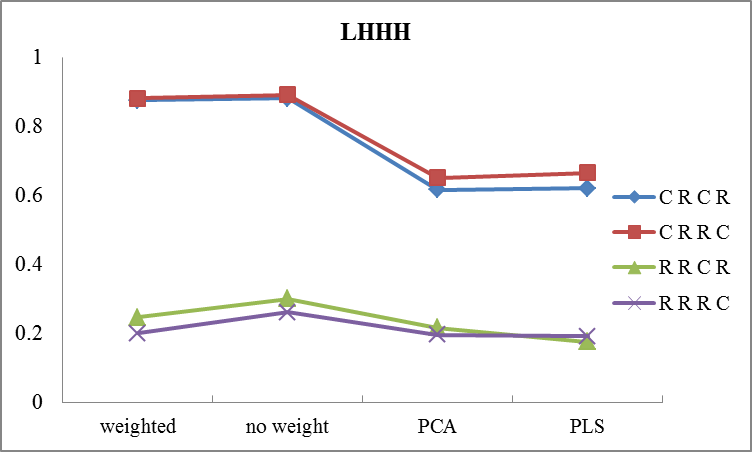 LHHH
1
0.8
0.6
0.4
0.2
0
weighted
no weight
PCA
PLS
C R C R
C R R C
R R C R
R R R C